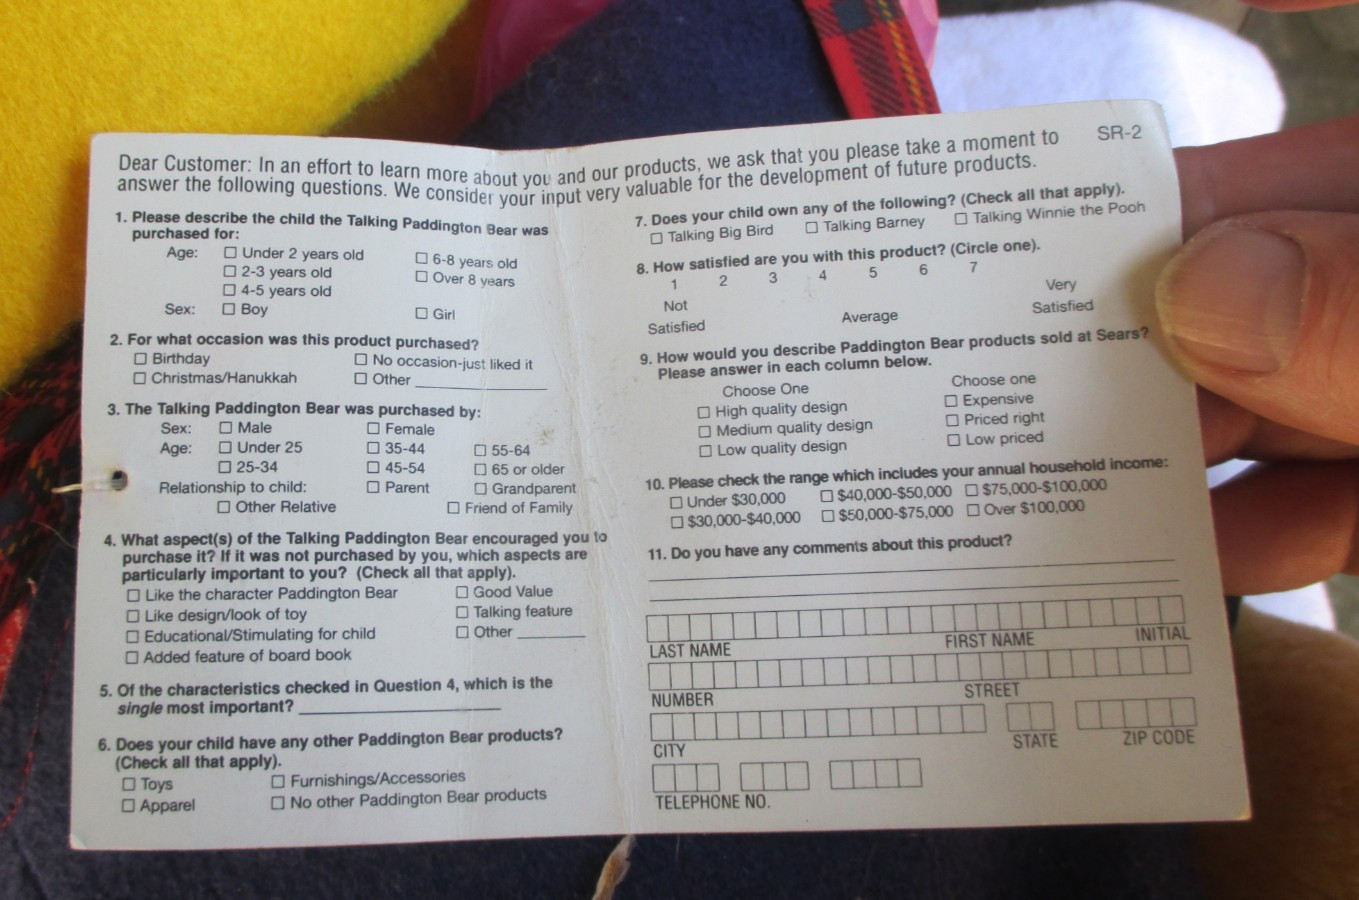 SR-2
Dear Customer: In an effort to learn more about you and our products, we ask that you please take a moment to
answer the following questions. We consider your input very valuable for the development of future products.
1. Please describe the child the Talking Paddington Bear was
purchased for:
Age: ☐ Under 2 years old ☐ 6-8 years old
☐ 2-3 years old ☐ Over 8 years
☐ 4-5 years old
Sex: ☐ Boy ☐ Girl
2. For what occasion was this product purchased?
☐ Birthday ☐ No occasion-just liked it
☐ Christmas/Hanukkah ☐ Other ____________
3. The Talking Paddington Bear was purchased by:
Sex: ☐ Male ☐ Female
Age: ☐ Under 25 ☐ 35-44 ☐ 55-64
☐ 25-34 ☐ 45-54 ☐ 65 or older
Relationship to child: ☐ Parent ☐ Grandparent
☐ Other Relative ☐ Friend of Family
4. What aspect(s) of the Talking Paddington Bear encouraged you to
purchase it? If it was not purchased by you, which aspects are
particularly important to you? (Check all that apply).
☐ Like the character Paddington Bear ☐ Good Value
☐ Like design/look of toy ☐ Talking feature
☐ Educational/Stimulating for child ☐ Other ________
☐ Added feature of board book
5. Of the characteristics checked in Question 4, which is the
single most important? ____________
6. Does your child have any other Paddington Bear products?
(Check all that apply).
☐ Toys ☐ Furnishings/Accessories
☐ Apparel ☐ No other Paddington Bear products
7. Does your child own any of the following? (Check all that apply).
☐ Talking Big Bird ☐ Talking Barney ☐ Talking Winnie the Pooh
8. How satisfied are you with this product? (Circle one).
1 2 3 4 5 6 7
Not Very
Satisfied Average Satisfied
9. How would you describe Paddington Bear products sold at Sears?
Please answer in each column below.
Choose One Choose one
☐ High quality design ☐ Expensive
☐ Medium quality design ☐ Priced right
☐ Low quality design ☐ Low priced
10. Please check the range which includes your annual household income:
☐ Under $30,000 ☐ $40,000-$50,000 ☐ $75,000-$100,000
☐ $30,000-$40,000 ☐ $50,000-$75,000 ☐ Over $100,000
11. Do you have any comments about this product?
LAST NAME FIRST NAME INITIAL
NUMBER STREET
CITY STATE ZIP CODE
TELEPHONE NO.